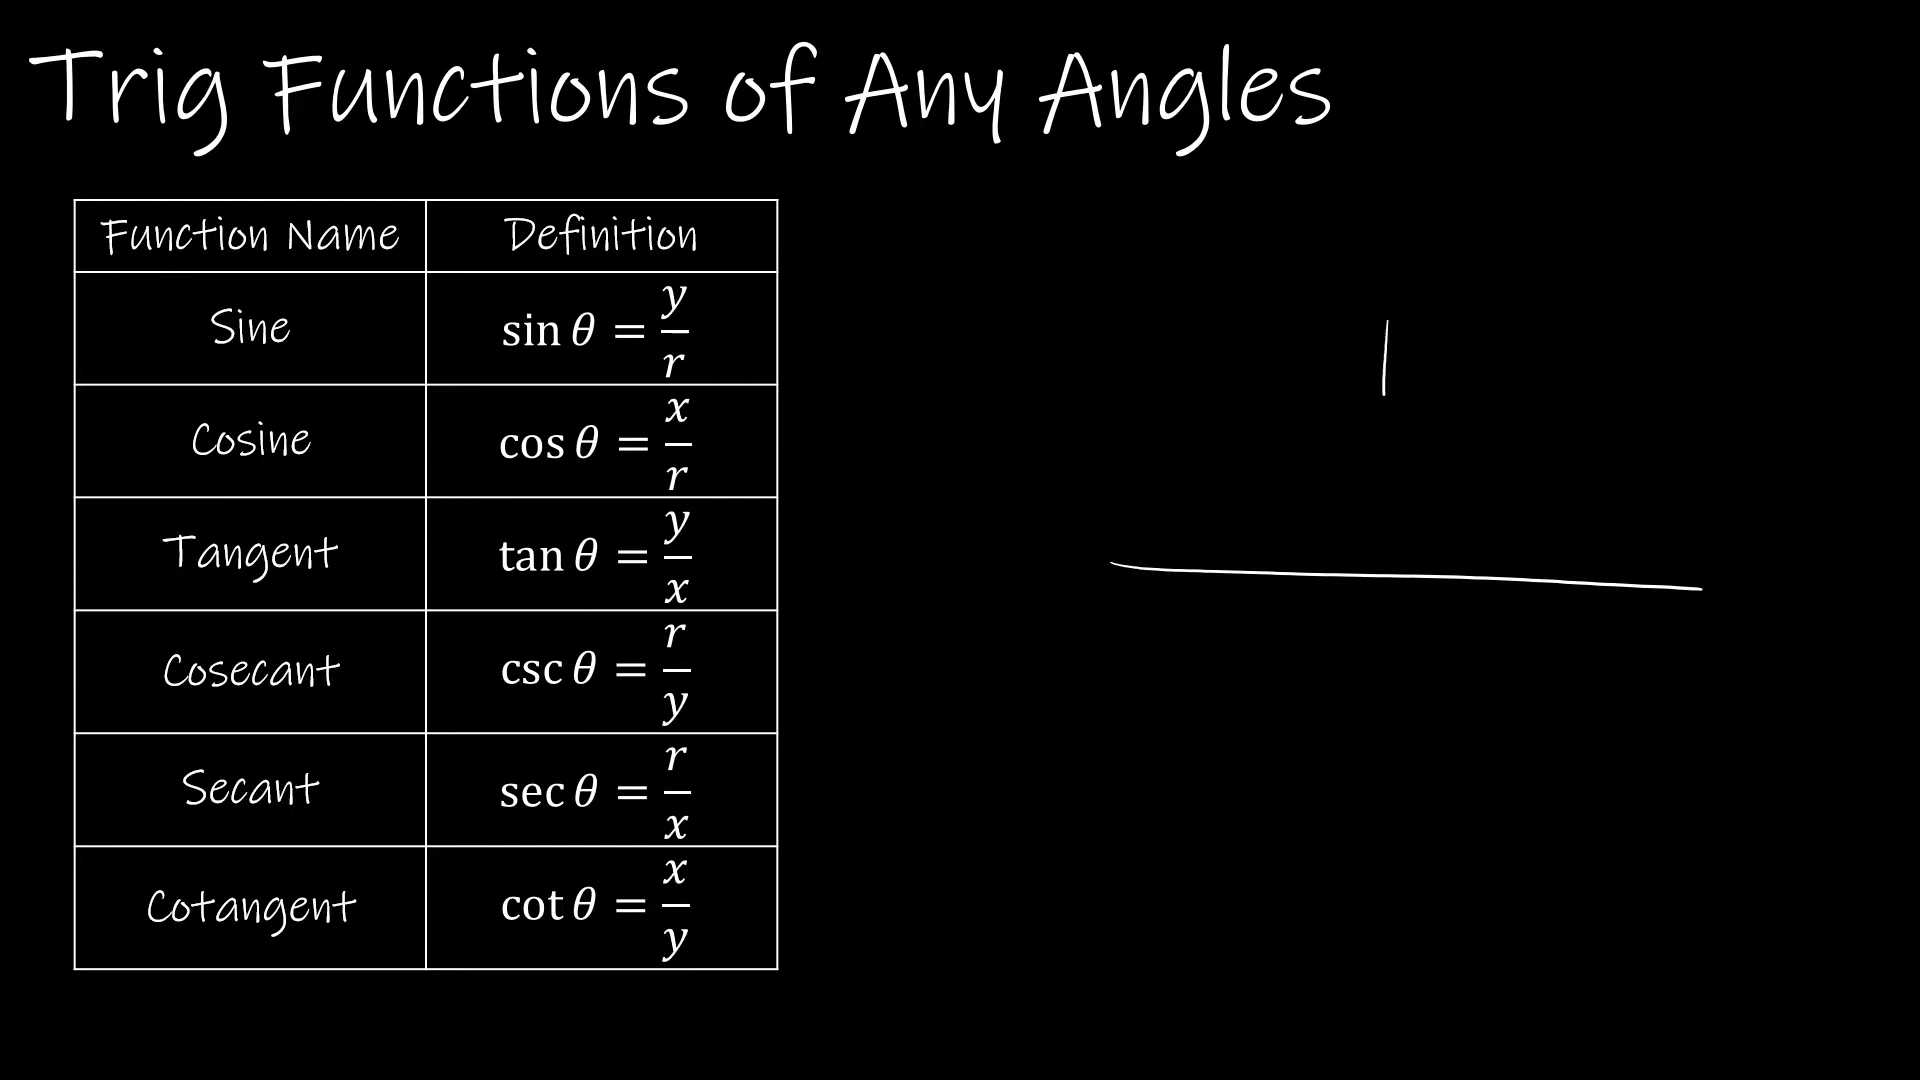 Trig Functions of Any Angles
Function Name Definition
Sine sin θ = y/r
Cosine cos θ = x/r
Tangent tan θ = y/x
Cosecant csc θ = r/y
Secant sec θ = r/x
Cotangent cot θ = x/y